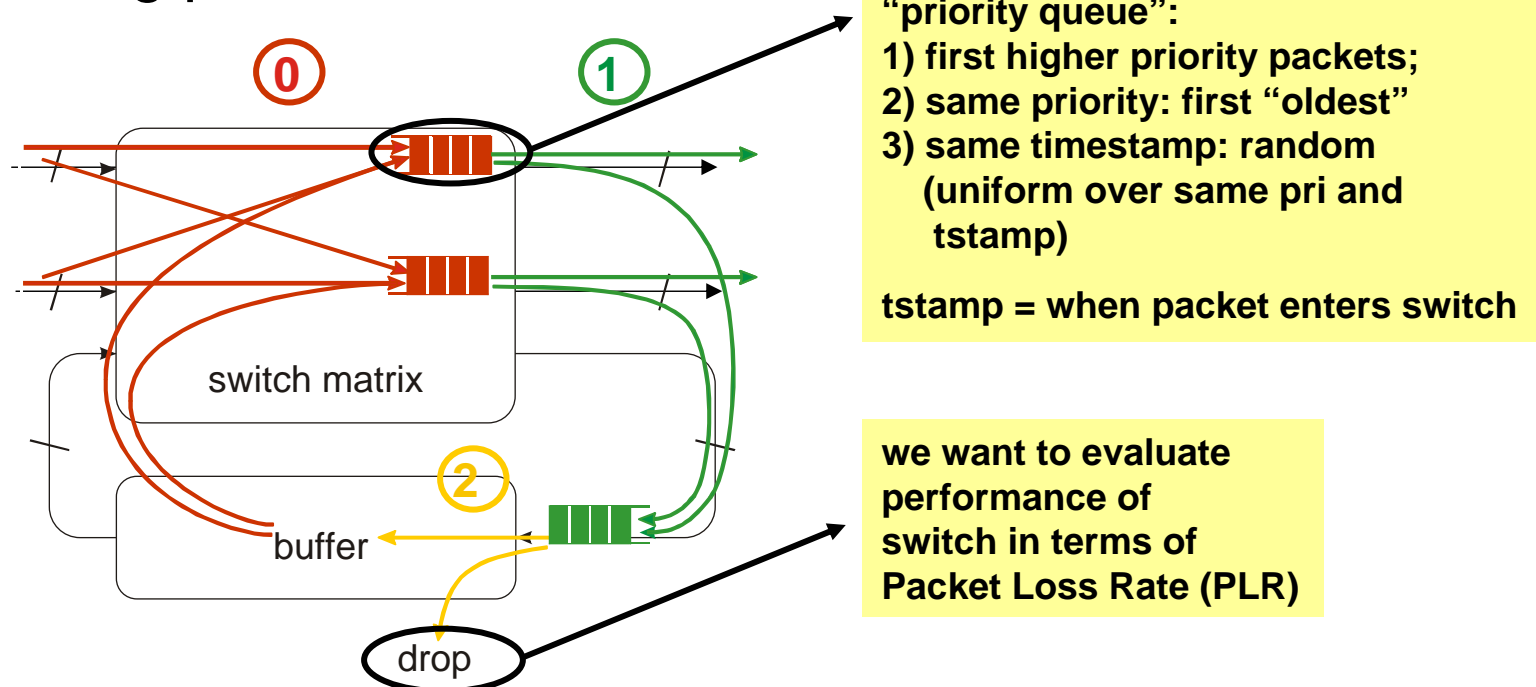 “priority queue”:
1) first higher priority packets;
2) same priority: first “oldest”
3) same timestamp: random
(uniform over same pri and
tstamp)
tstamp = when packet enters switch
0
1
switch matrix
2
buffer
drop
we want to evaluate
performance of
switch in terms of
Packet Loss Rate (PLR)